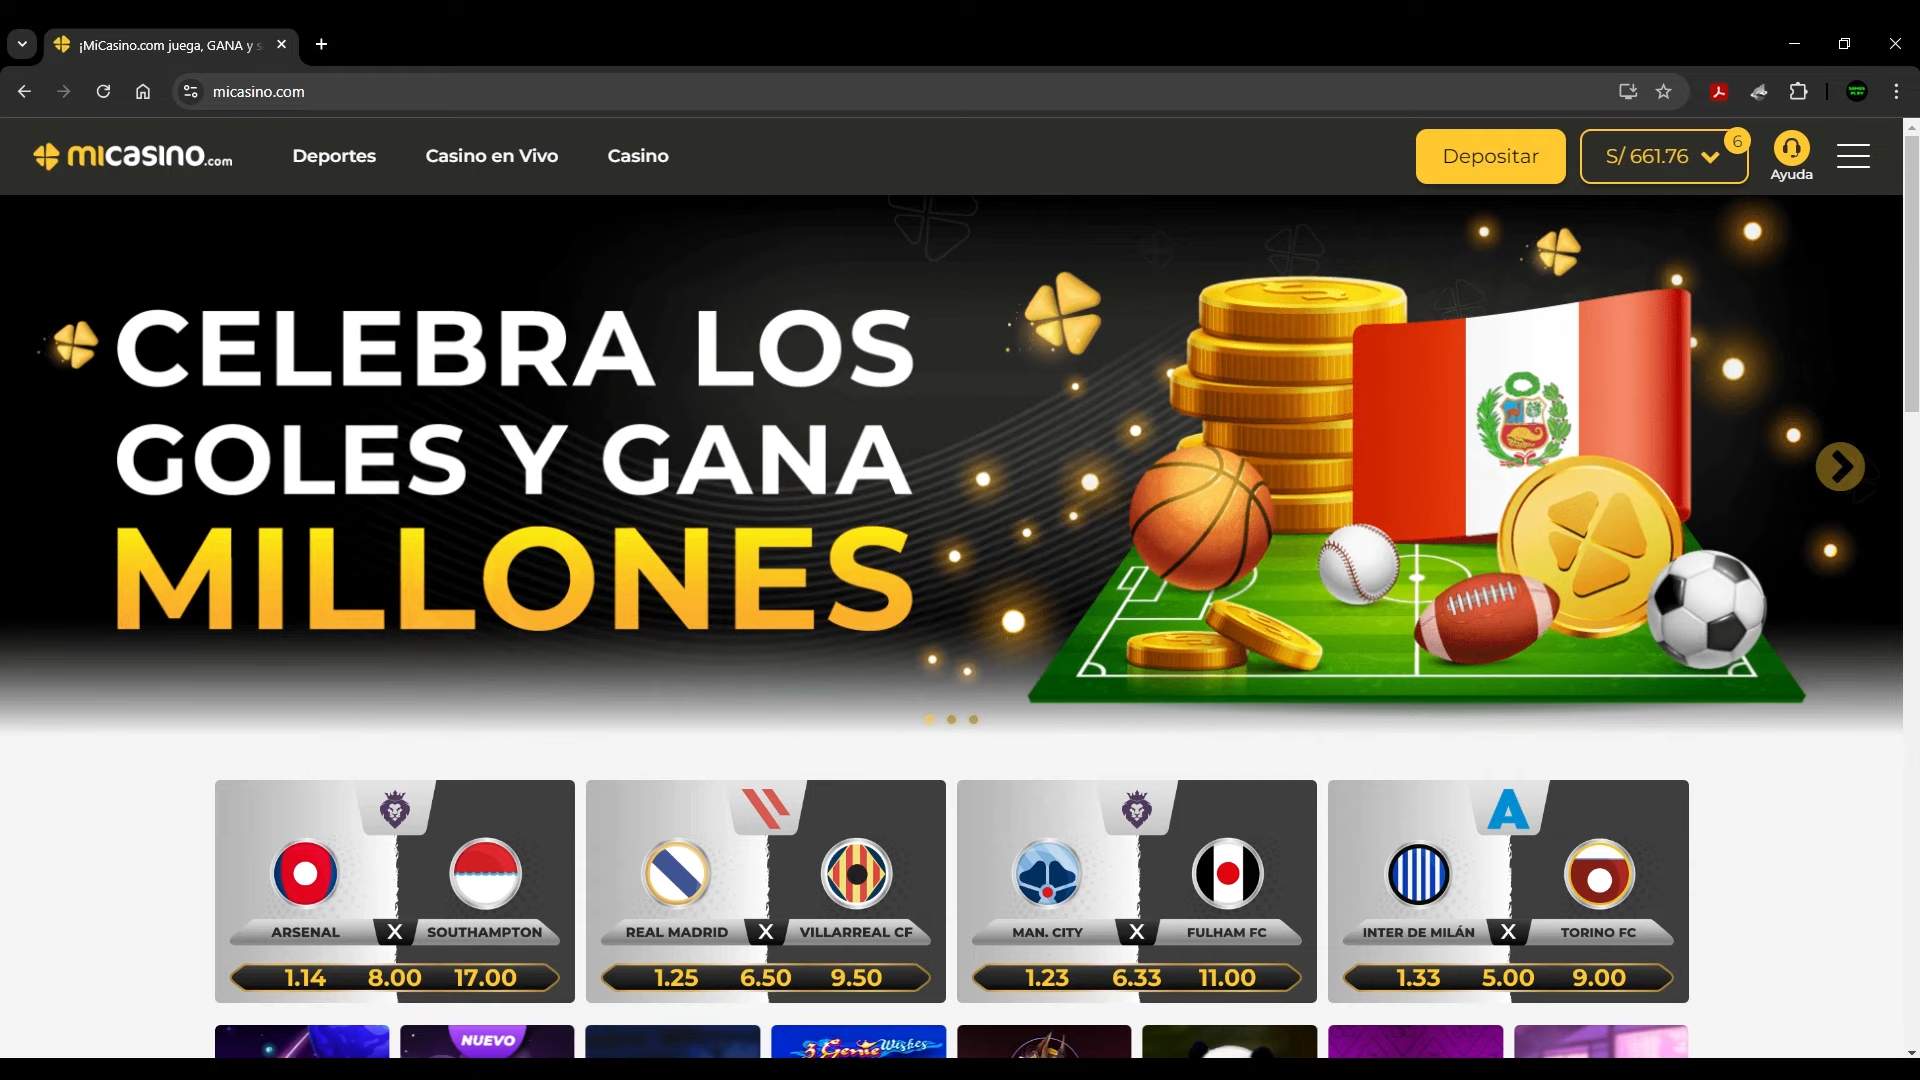 ¡MiCasino.com juega, GANA y s
micasino.com
micasino.com
Deportes
Casino en Vivo
Casino
Depositar
S/ 661.76
6
Ayuda
CELEBRA LOS
GOLES Y GANA
MILLONES
ARSENAL X SOUTHAMPTON
1.14 8.00 17.00
REAL MADRID X VILLARREAL CF
1.25 6.50 9.50
MAN. CITY X FULHAM FC
1.23 6.33 11.00
INTER DE MILÁN X TORINO FC
1.33 5.00 9.00
NUEVO
3 Genie Wishes